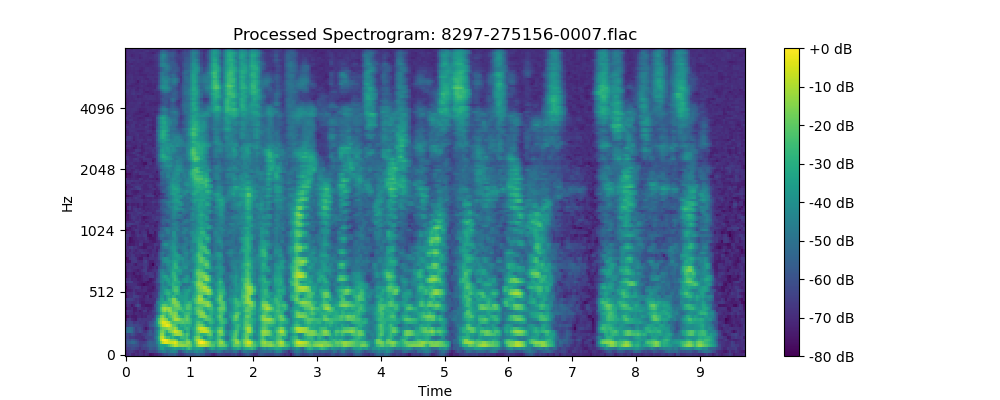 Processed Spectrogram: 8297-275156-0007.flac
Hz
4096
2048
1024
512
0
0 1 2 3 4 5 6 7 8 9
Time
+0 dB
-10 dB
-20 dB
-30 dB
-40 dB
-50 dB
-60 dB
-70 dB
-80 dB